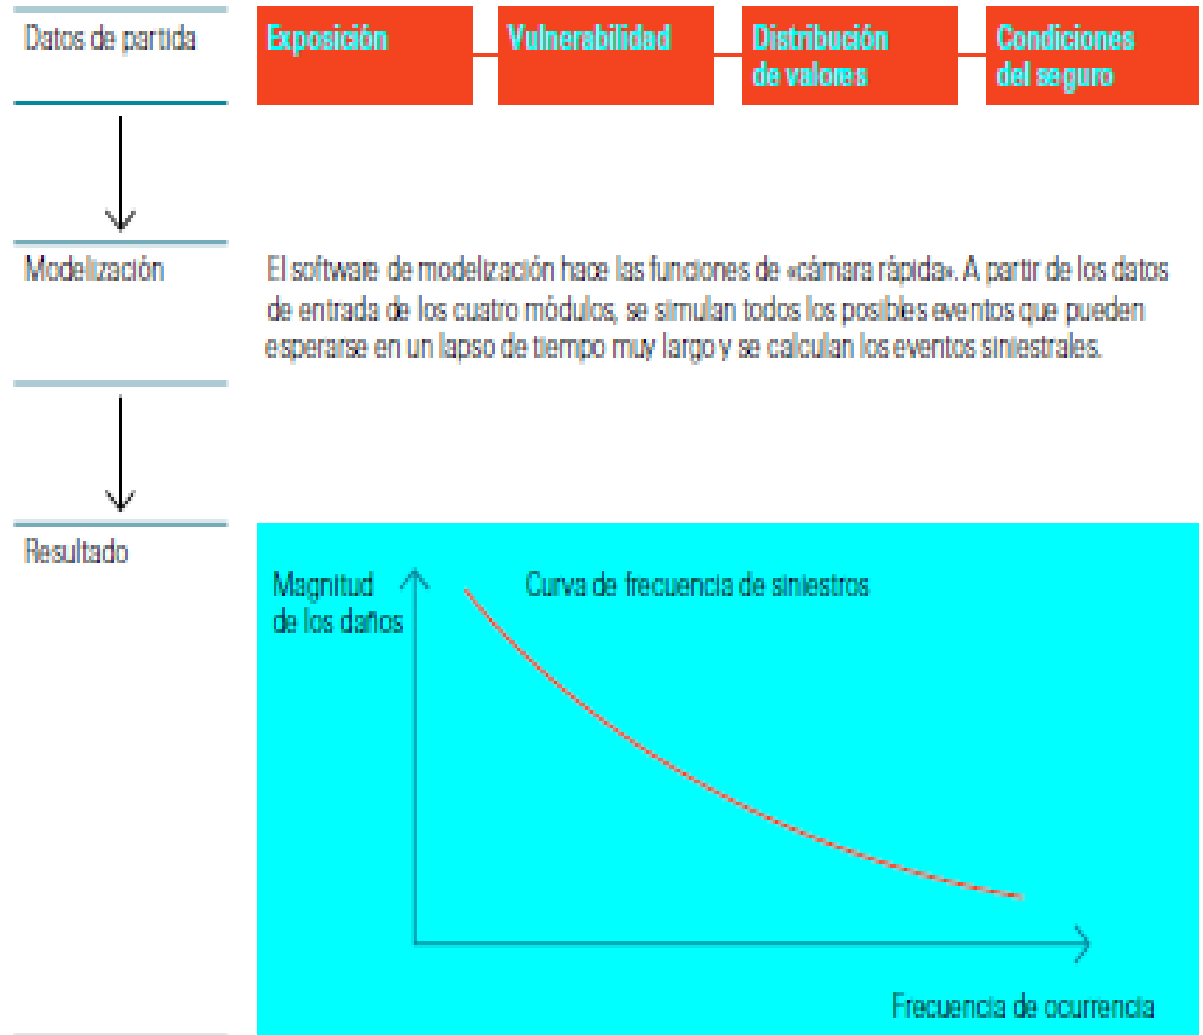 Datos de partida
Exposición
Vulnerabilidad
Distribución
de valores
Condiciones
del seguro
Modelización
El software de modelización hace las funciones de «cámara rápida». A partir de los datos
de entrada de los cuatro módulos, se simulan todos los posibles eventos que pueden
esperarse en un lapso de tiempo muy largo y se calculan los eventos siniestrales.
Resultado
Magnitud
de los daños
Curva de frecuencia de siniestros
Frecuencia de ocurrencia